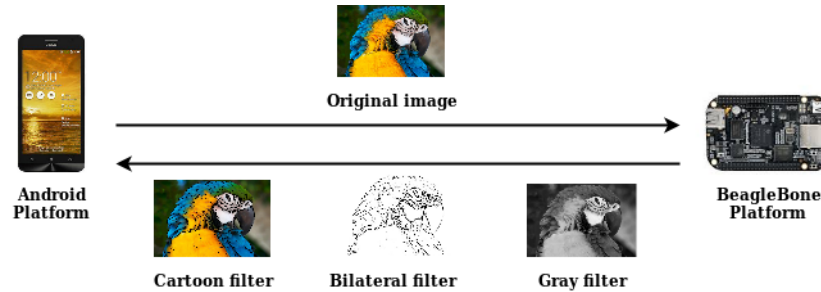 Original image
Android
Platform
BeagleBone
Platform
Cartoon filter
Bilateral filter
Gray filter